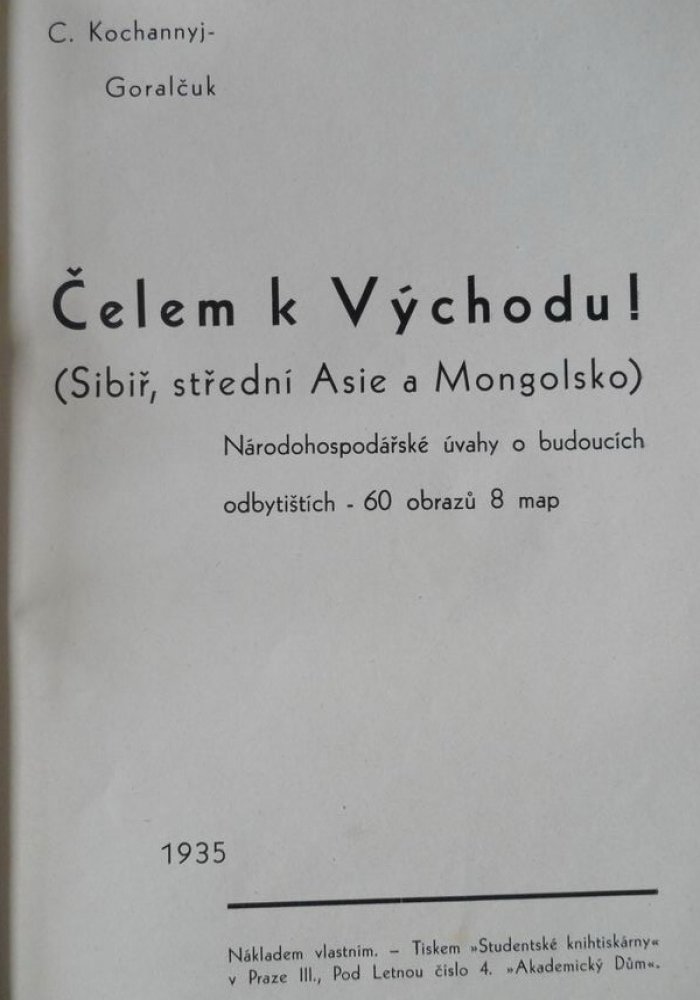 C. Kochannyj-
Goralčuk
Čelem k Východu!
(Sibiř, střední Asie a Mongolsko)
Národohospodářské úvahy o budoucích
odbytištích - 60 obrazů 8 map
1935
Nákladem vlastním. – Tiskem »Studentské knihtiskárny«
v Praze III., Pod Letnou číslo 4. »Akademický Dům«.